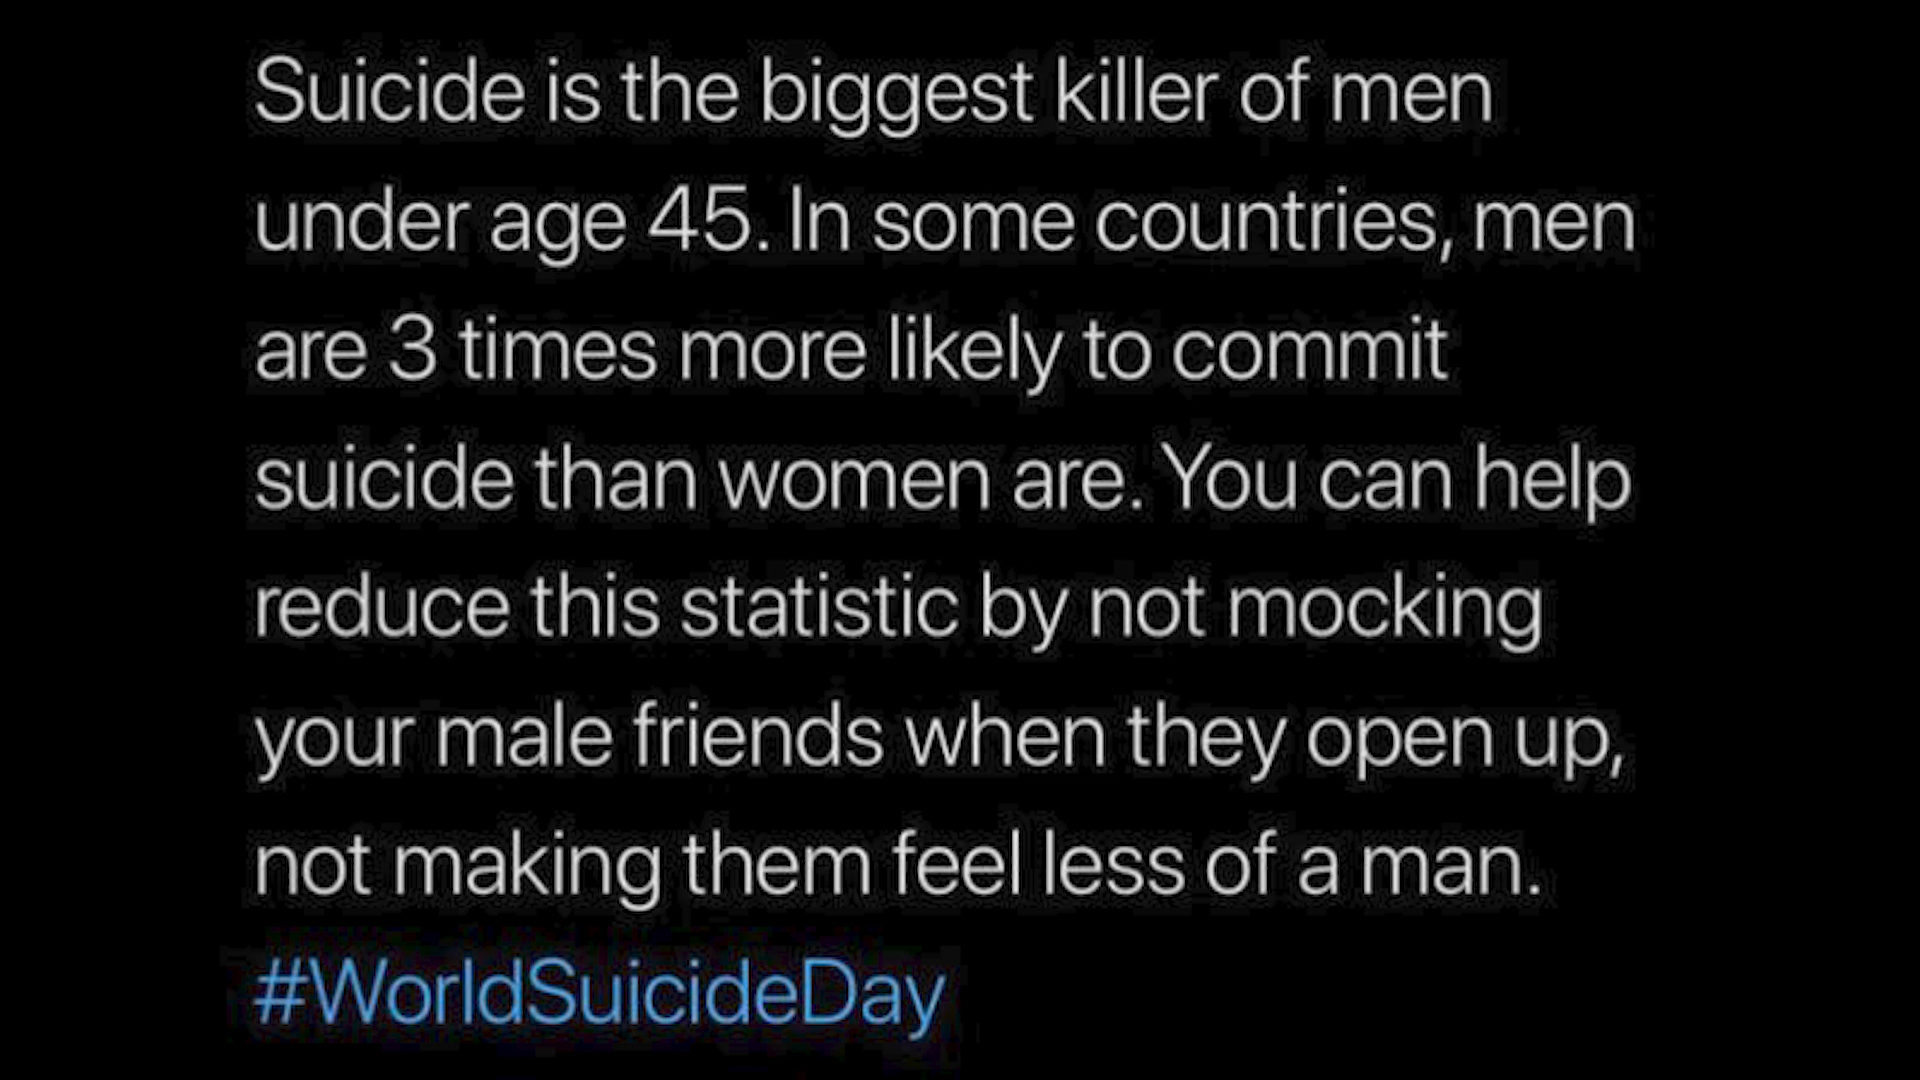 Suicide is the biggest killer of men
under age 45. In some countries, men
are 3 times more likely to commit
suicide than women are. You can help
reduce this statistic by not mocking
your male friends when they open up,
not making them feel less of a man.
#WorldSuicideDay